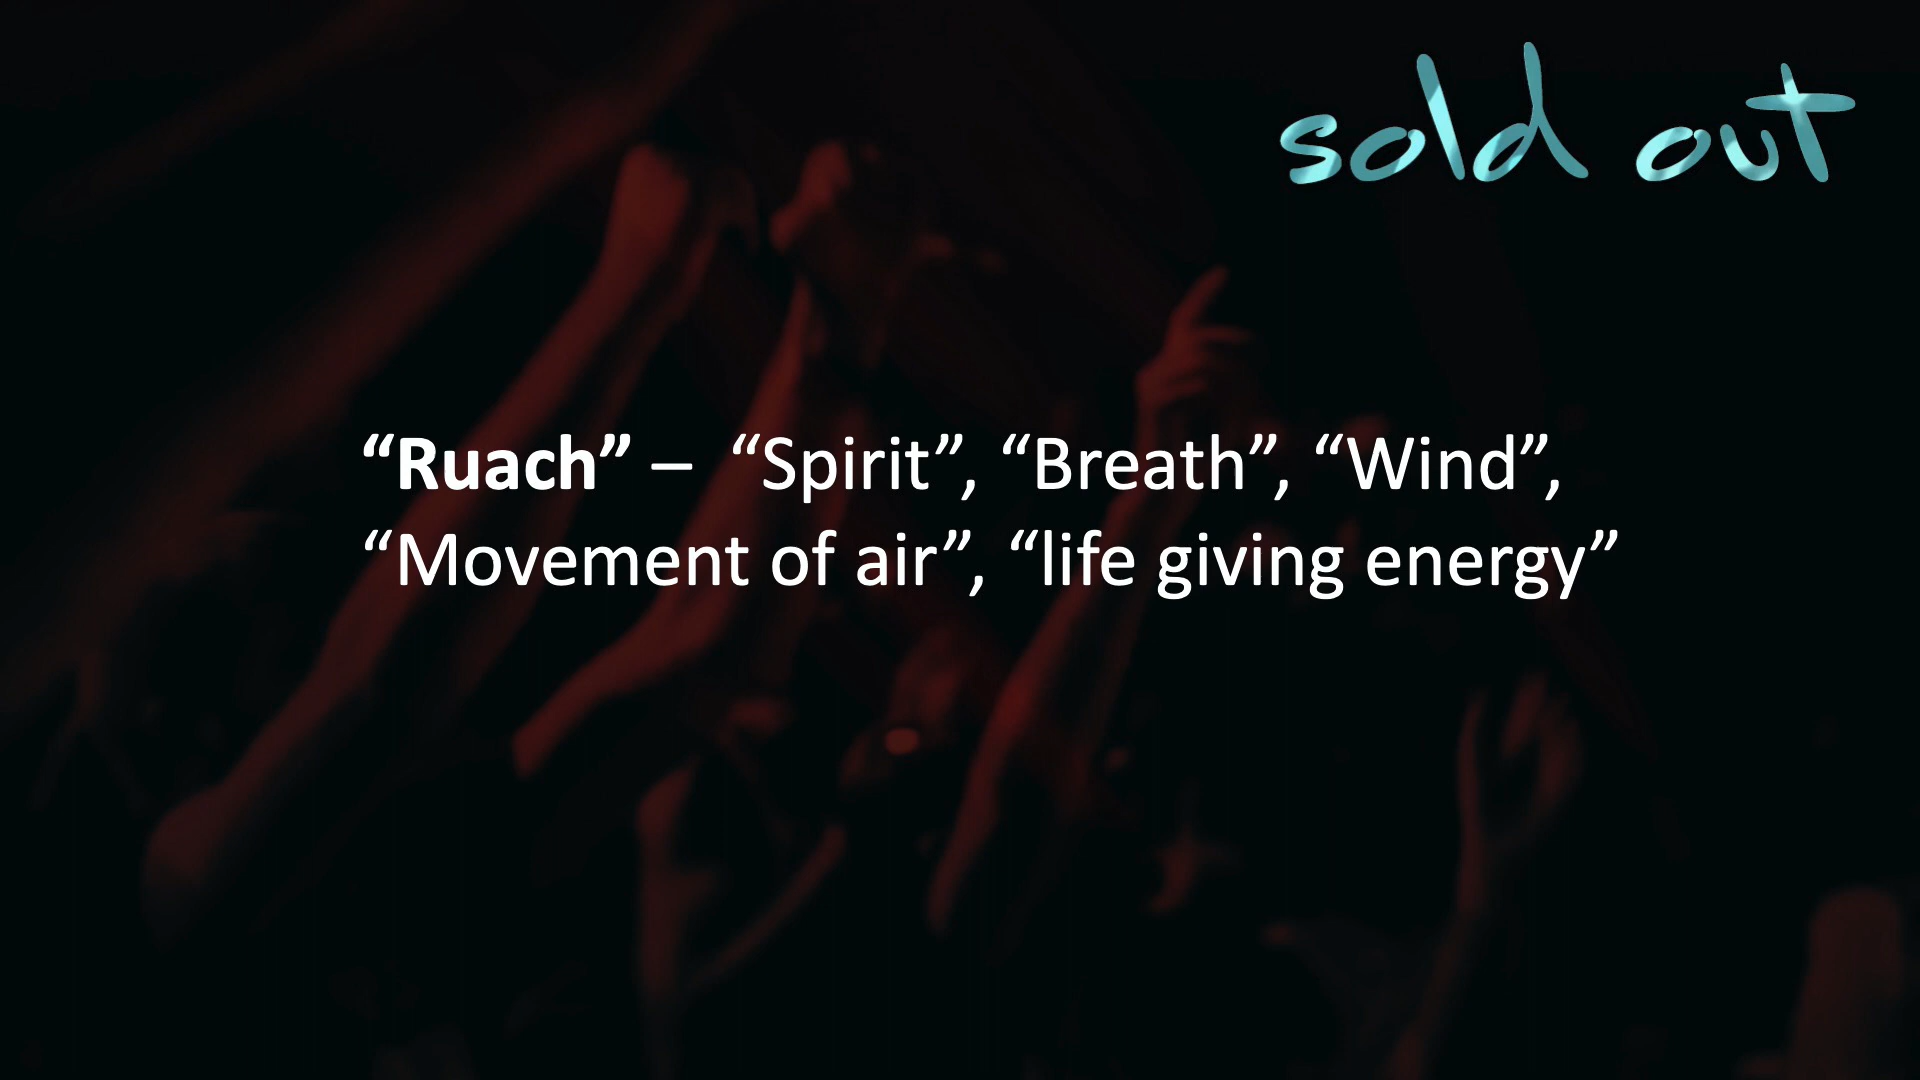 sold out
“Ruach” – “Spirit”, “Breath”, “Wind”,
“Movement of air”, “life giving energy”